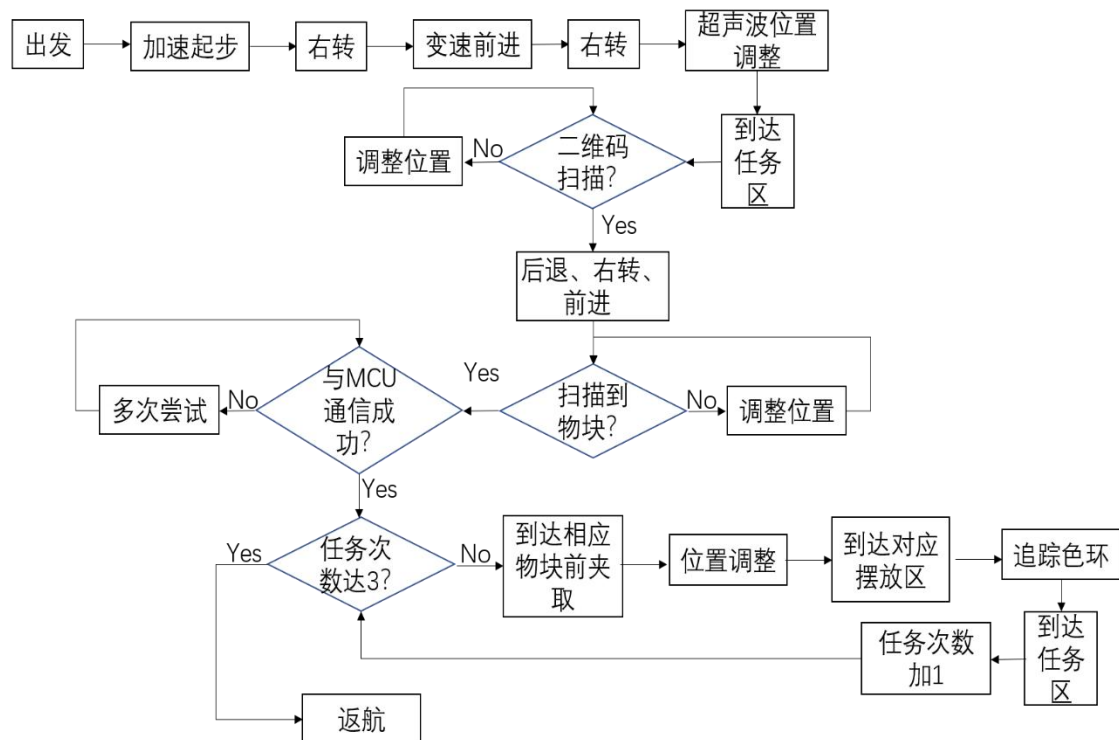 出发
加速起步
右转
变速前进
右转
超声波位置
调整
到达
任务
区
二维码
扫描?
No
调整位置
Yes
后退、右转、
前进
扫描到
物块?
No
调整位置
Yes
与MCU
通信成
功?
No
多次尝试
Yes
任务次
数达3?
Yes
No
到达相应
物块前夹
取
位置调整
到达对应
摆放区
追踪色环
到达
任务
区
任务次数
加1
返航